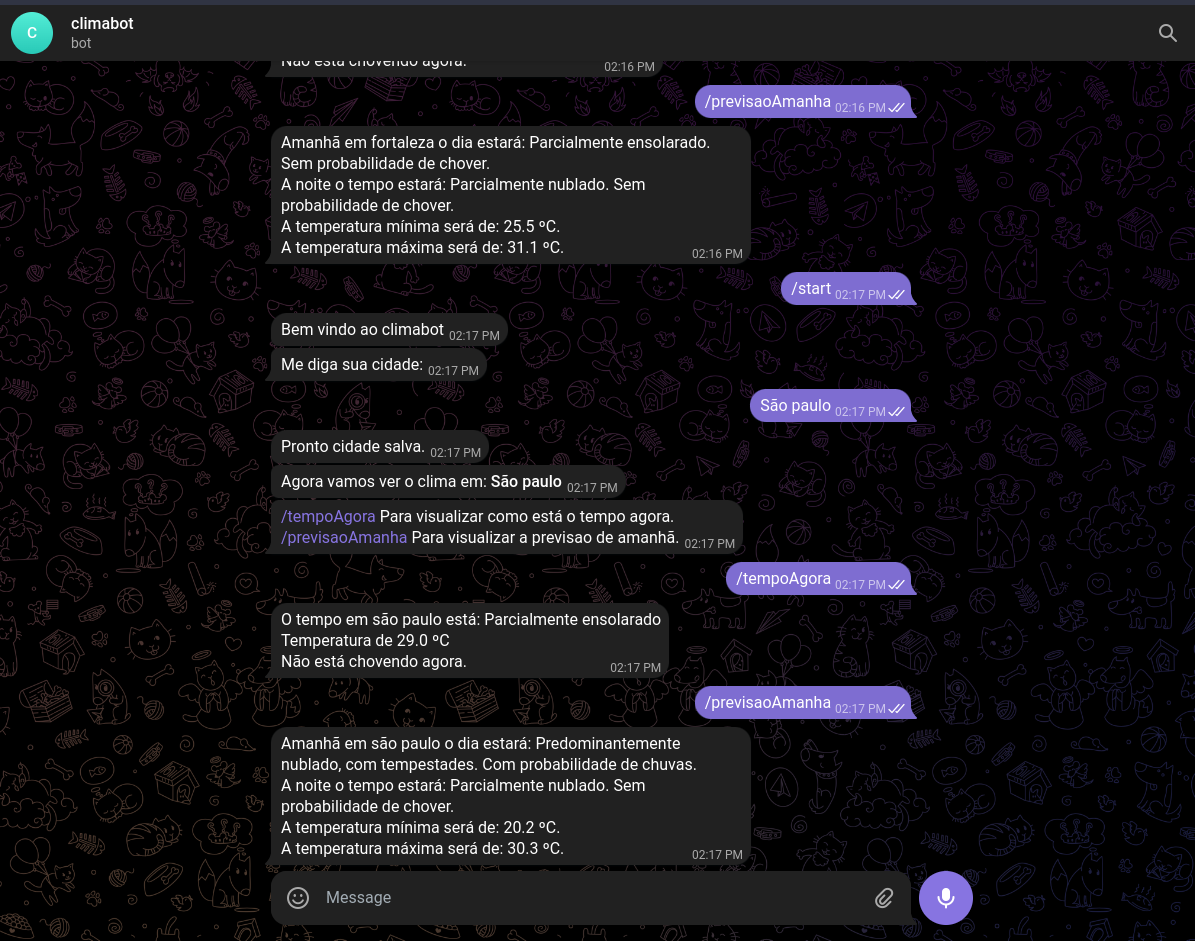 C
climabot
bot
Não está chovendo agora. 02:16 PM
/previsaoAmanha 02:16 PM
Amanhã em fortaleza o dia estará: Parcialmente ensolarado.
Sem probabilidade de chover.
A noite o tempo estará: Parcialmente nublado. Sem
probabilidade de chover.
A temperatura mínima será de: 25.5 ºC.
A temperatura máxima será de: 31.1 ºC. 02:16 PM
/start 02:17 PM
Bem vindo ao climabot 02:17 PM
Me diga sua cidade: 02:17 PM
São paulo 02:17 PM
Pronto cidade salva. 02:17 PM
Agora vamos ver o clima em: São paulo 02:17 PM
/tempoAgora Para visualizar como está o tempo agora.
/previsaoAmanha Para visualizar a previsao de amanhã. 02:17 PM
/tempoAgora 02:17 PM
O tempo em são paulo está: Parcialmente ensolarado
Temperatura de 29.0 ºC
Não está chovendo agora. 02:17 PM
/previsaoAmanha 02:17 PM
Amanhã em são paulo o dia estará: Predominantemente
nublado, com tempestades. Com probabilidade de chuvas.
A noite o tempo estará: Parcialmente nublado. Sem
probabilidade de chover.
A temperatura mínima será de: 20.2 ºC.
A temperatura máxima será de: 30.3 ºC. 02:17 PM
Message